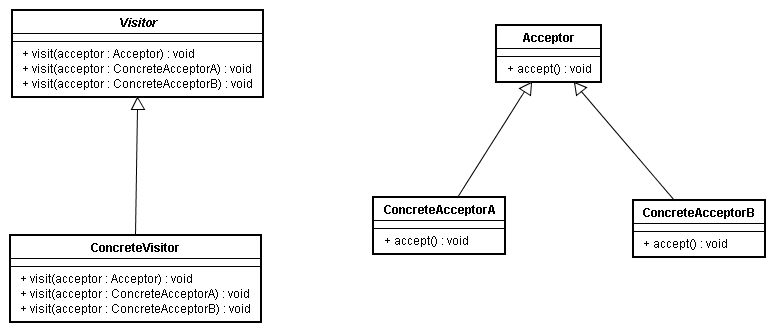 Visitor
+ visit(acceptor : Acceptor) : void
+ visit(acceptor : ConcreteAcceptorA) : void
+ visit(acceptor : ConcreteAcceptorB) : void
Acceptor
+ accept() : void
ConcreteAcceptorA
+ accept() : void
ConcreteAcceptorB
+ accept() : void
ConcreteVisitor
+ visit(acceptor : Acceptor) : void
+ visit(acceptor : ConcreteAcceptorA) : void
+ visit(acceptor : ConcreteAcceptorB) : void